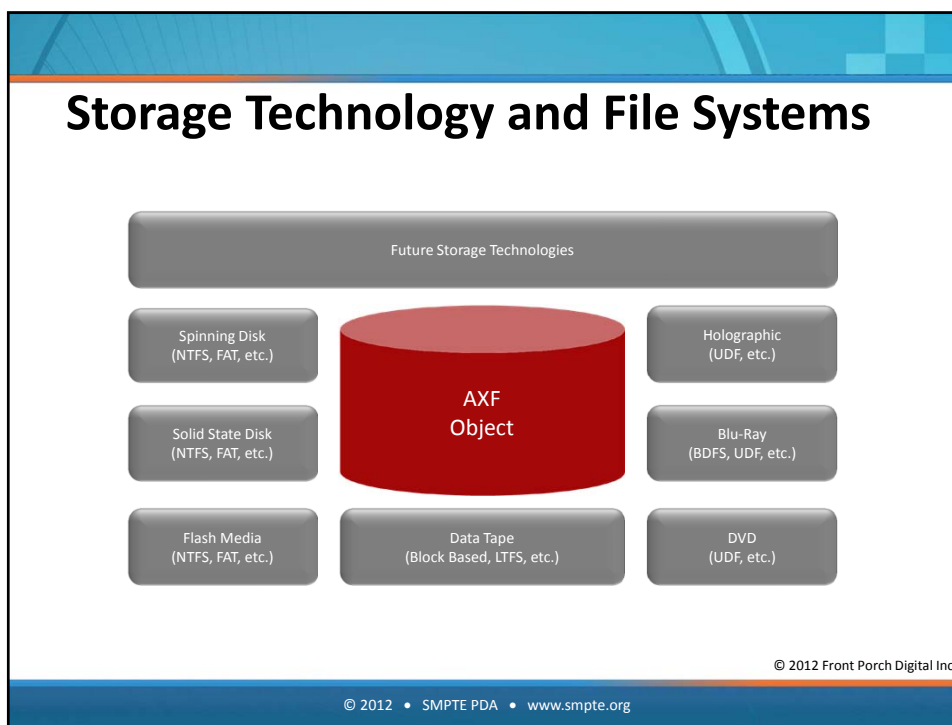 Storage Technology and File Systems
Future Storage Technologies
Spinning Disk
(NTFS, FAT, etc.)
AXF
Object
Holographic
(UDF, etc.)
Solid State Disk
(NTFS, FAT, etc.)
Blu-Ray
(BDFS, UDF, etc.)
Flash Media
(NTFS, FAT, etc.)
Data Tape
(Block Based, LTFS, etc.)
DVD
(UDF, etc.)
© 2012 Front Porch Digital Inc
© 2012 • SMPTE PDA • www.smpte.org